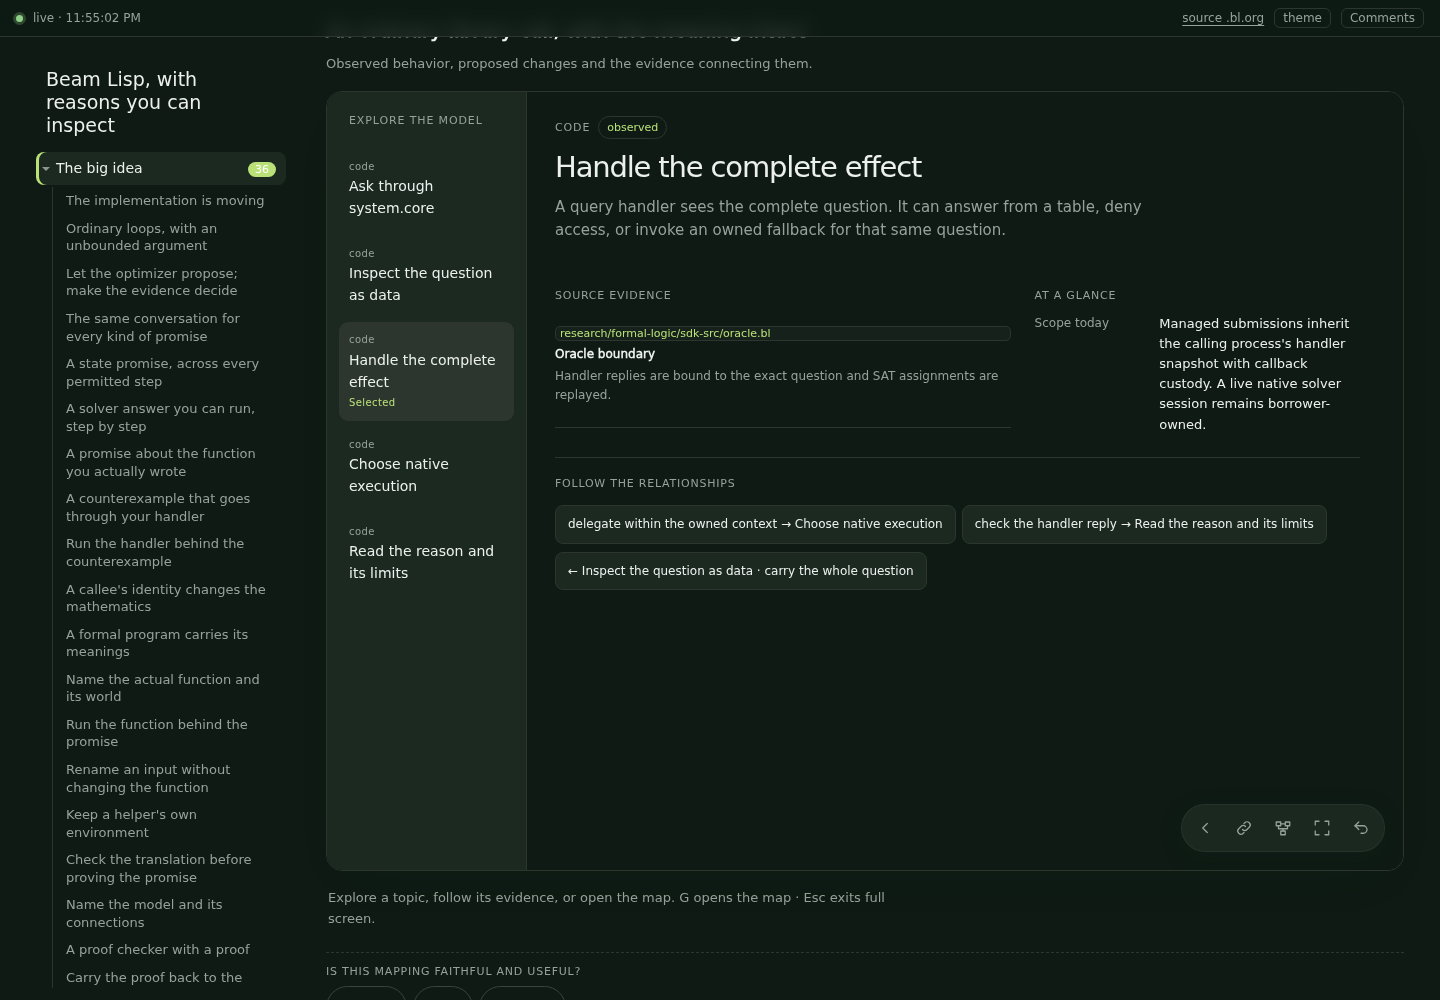 live · 11:55:02 PM
source .bl.org
theme
Comments
Beam Lisp, with
reasons you can
inspect
The big idea
36
The implementation is moving
Ordinary loops, with an
unbounded argument
Let the optimizer propose;
make the evidence decide
The same conversation for
every kind of promise
A state promise, across every
permitted step
A solver answer you can run,
step by step
A promise about the function
you actually wrote
A counterexample that goes
through your handler
Run the handler behind the
counterexample
A callee's identity changes the
mathematics
A formal program carries its
meanings
Name the actual function and
its world
Run the function behind the
promise
Rename an input without
changing the function
Keep a helper's own
environment
Check the translation before
proving the promise
Name the model and its
connections
A proof checker with a proof
Carry the proof back to the
Observed behavior, proposed changes and the evidence connecting them.
EXPLORE THE MODEL
code
Ask through
system.core
code
Inspect the question
as data
code
Handle the complete
effect
Selected
code
Choose native
execution
code
Read the reason and
its limits
CODE
observed
Handle the complete effect
A query handler sees the complete question. It can answer from a table, deny
access, or invoke an owned fallback for that same question.
SOURCE EVIDENCE
research/formal-logic/sdk-src/oracle.bl
Oracle boundary
Handler replies are bound to the exact question and SAT assignments are
replayed.
AT A GLANCE
Scope today
Managed submissions inherit
the calling process's handler
snapshot with callback
custody. A live native solver
session remains borrower-
owned.
FOLLOW THE RELATIONSHIPS
delegate within the owned context → Choose native execution
check the handler reply → Read the reason and its limits
← Inspect the question as data · carry the whole question
Explore a topic, follow its evidence, or open the map. G opens the map · Esc exits full
screen.
IS THIS MAPPING FAITHFUL AND USEFUL?